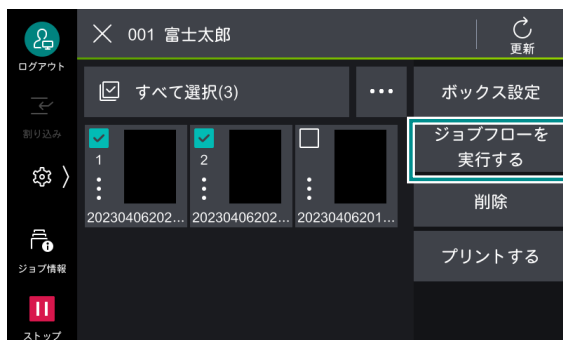 001 富士太郎
更新
ログアウト
すべて選択(3)
ボックス設定
割り込み
ジョブフローを
実行する
1
2
20230406202...
20230406202...
20230406201...
削除
プリントする
ジョブ情報
ストップ